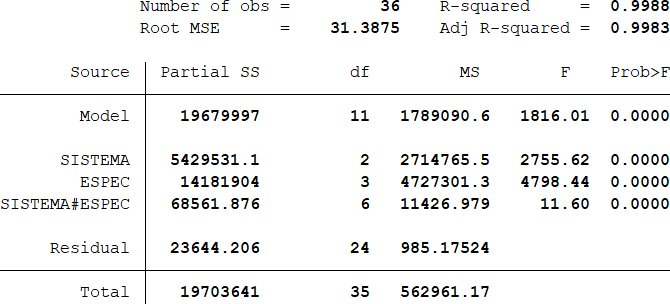 Number of obs = 36 R-squared = 0.9988
Root MSE = 31.3875 Adj R-squared = 0.9983
Source Partial SS df MS F Prob>F
Model 19679997 11 1789090.6 1816.01 0.0000
SISTEMA 5429531.1 2 2714765.5 2755.62 0.0000
ESPEC 14181904 3 4727301.3 4798.44 0.0000
SISTEMA#ESPEC 68561.876 6 11426.979 11.60 0.0000
Residual 23644.206 24 985.17524
Total 19703641 35 562961.17